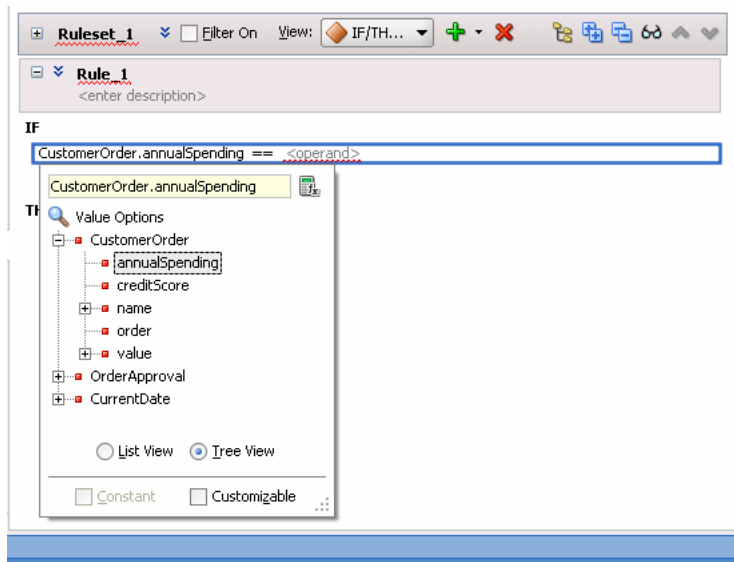 Ruleset_1 Filter On View: IF/TH...
Rule_1
<enter description>
IF
CustomerOrder.annualSpending == <operand>
CustomerOrder.annualSpending
TH
Value Options
CustomerOrder
annualSpending
creditScore
name
order
value
OrderApproval
CurrentDate
List View Tree View
Constant Customizable